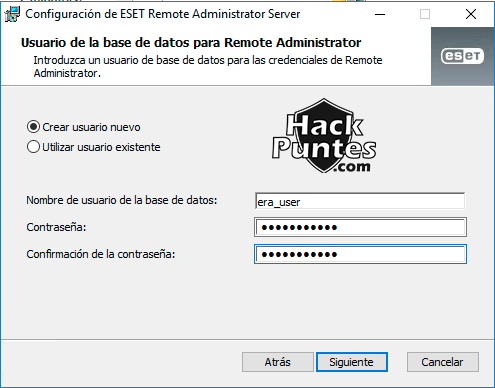 Configuración de ESET Remote Administrator Server
Usuario de la base de datos para Remote Administrator
Introduzca un usuario de base de datos para las credenciales de Remote
Administrator.
eset
Hack
Puntes
.com
Crear usuario nuevo
Utilizar usuario existente
Nombre de usuario de la base de datos:
era_user
Contraseña:
●●●●●●●●●●●
Confirmación de la contraseña:
●●●●●●●●●●●
Atrás
Siguiente
Cancelar